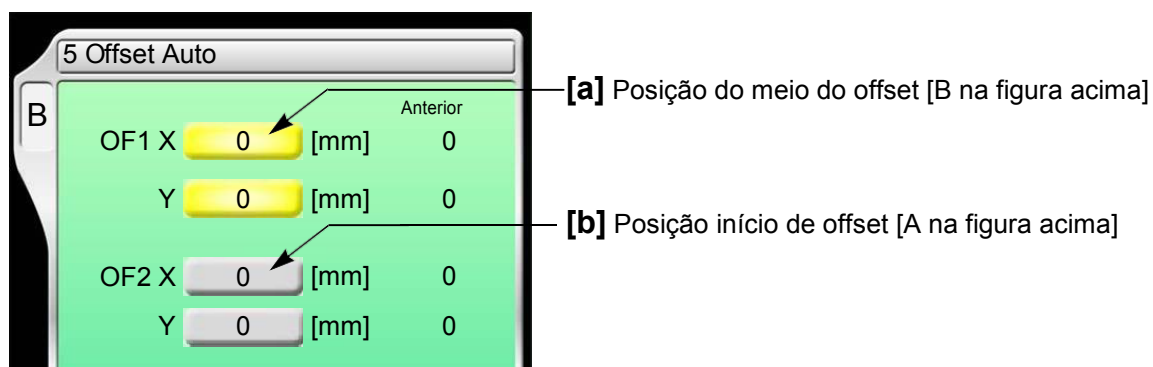 5 Offset Auto
B
Anterior
OF1 X 0 [mm] 0
Y 0 [mm] 0
OF2 X 0 [mm] 0
Y 0 [mm] 0
[a] Posição do meio do offset [B na figura acima]
[b] Posição início de offset [A na figura acima]